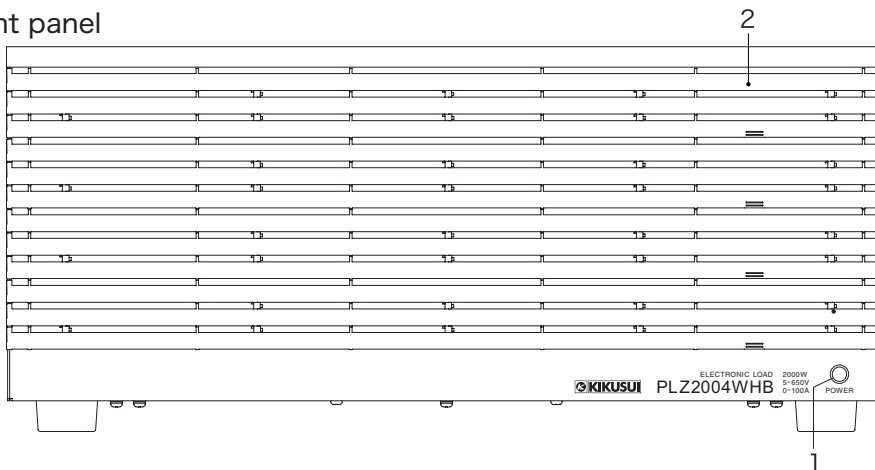 nt panel
2
KIKUSUI PLZ2004WHB
ELECTRONIC LOAD 2000W
5-650V
0-100A
POWER
1